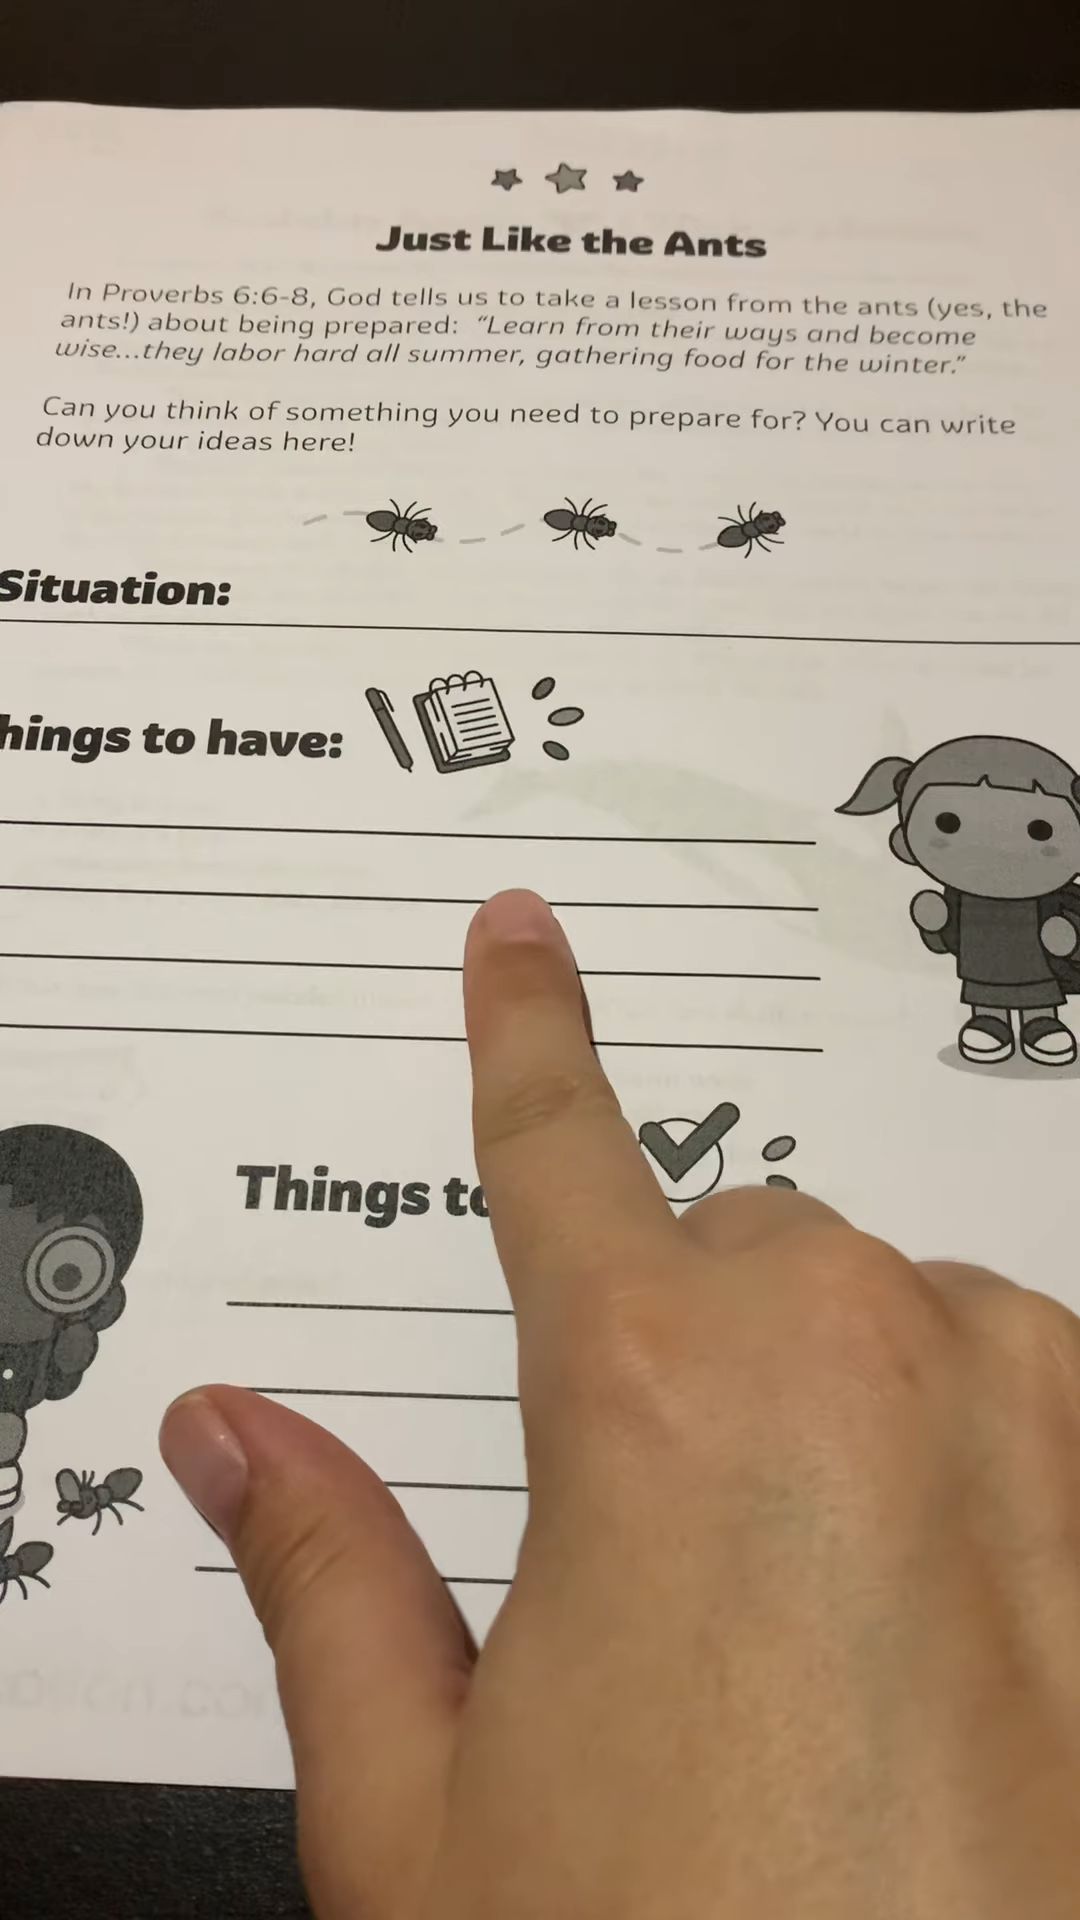 Just Like the Ants
In Proverbs 6:6-8, God tells us to take a lesson from the ants (yes, the
ants!) about being prepared: "Learn from their ways and become
wise...they labor hard all summer, gathering food for the winter."
Can you think of something you need to prepare for? You can write
down your ideas here!
Situation:
hings to have:
Things